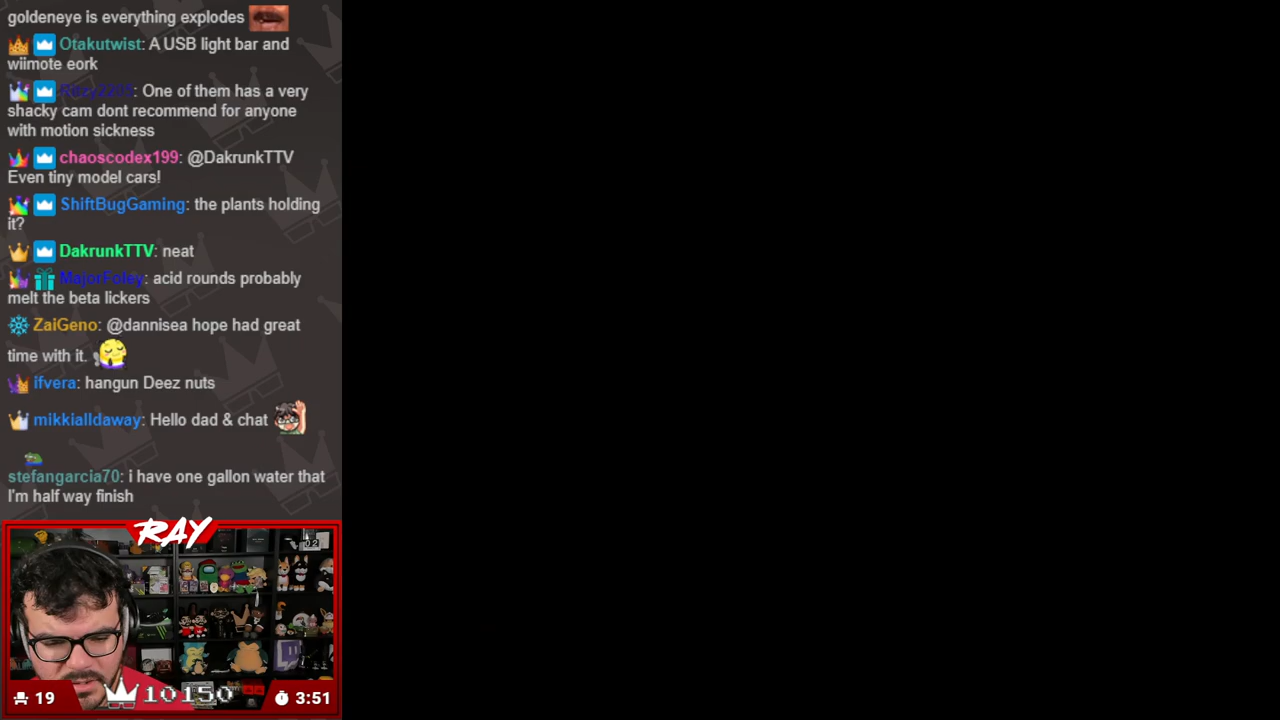 goldeneye is everything explodes
Otakutwist: A USB light bar and
wiimote eork
Ritzy2205: One of them has a very
shacky cam dont recommend for anyone
with motion sickness
chaoscodex199: @DakrunkTTV
Even tiny model cars!
ShiftBugGaming: the plants holding
it?
DakrunkTTV: neat
MajorFoley: acid rounds probably
melt the beta lickers
ZaiGeno: @dannisea hope had great
time with it.
ifvera: hangun Deez nuts
mikkialldaway: Hello dad & chat
stefangarcia70: i have one gallon water that
I'm half way finish
RAY
19
10150
3:51